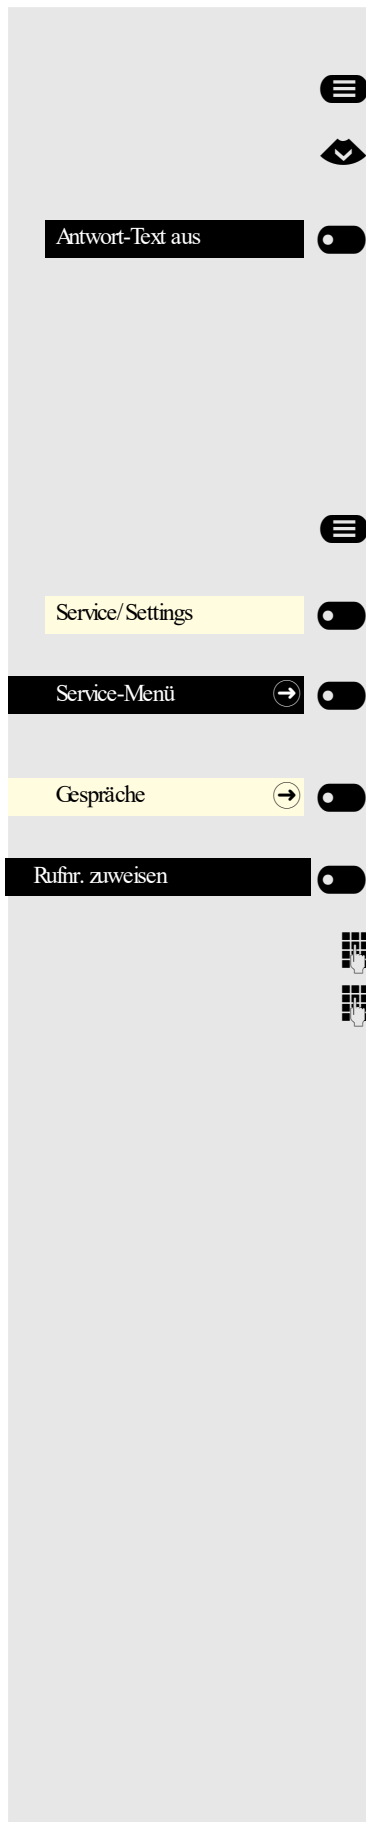 Antwort-Text aus
Service/Settings
Service-Menü
Gespräche
Rufnr. zuweisen